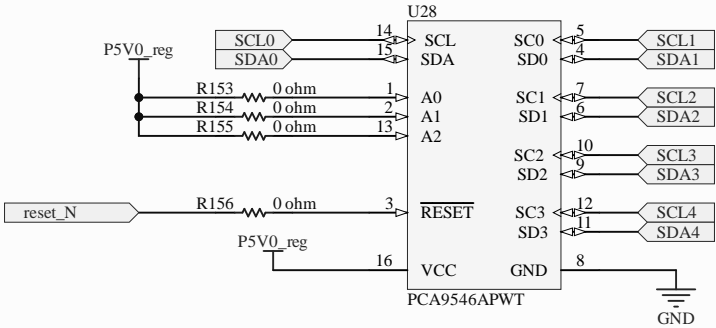 U28
SCL0 14 SCL SC0 5 SCL1
SDA0 15 SDA SD0 4 SDA1
P5V0_reg
R153 0 ohm 1 A0 SC1 7 SCL2
R154 0 ohm 2 A1 SD1 6 SDA2
R155 0 ohm 13 A2
SC2 10 SCL3
SD2 9 SDA3
reset_N R156 0 ohm 3 RESET SC3 12 SCL4
SD3 11 SDA4
P5V0_reg
16 VCC GND 8
PCA9546APWT
GND